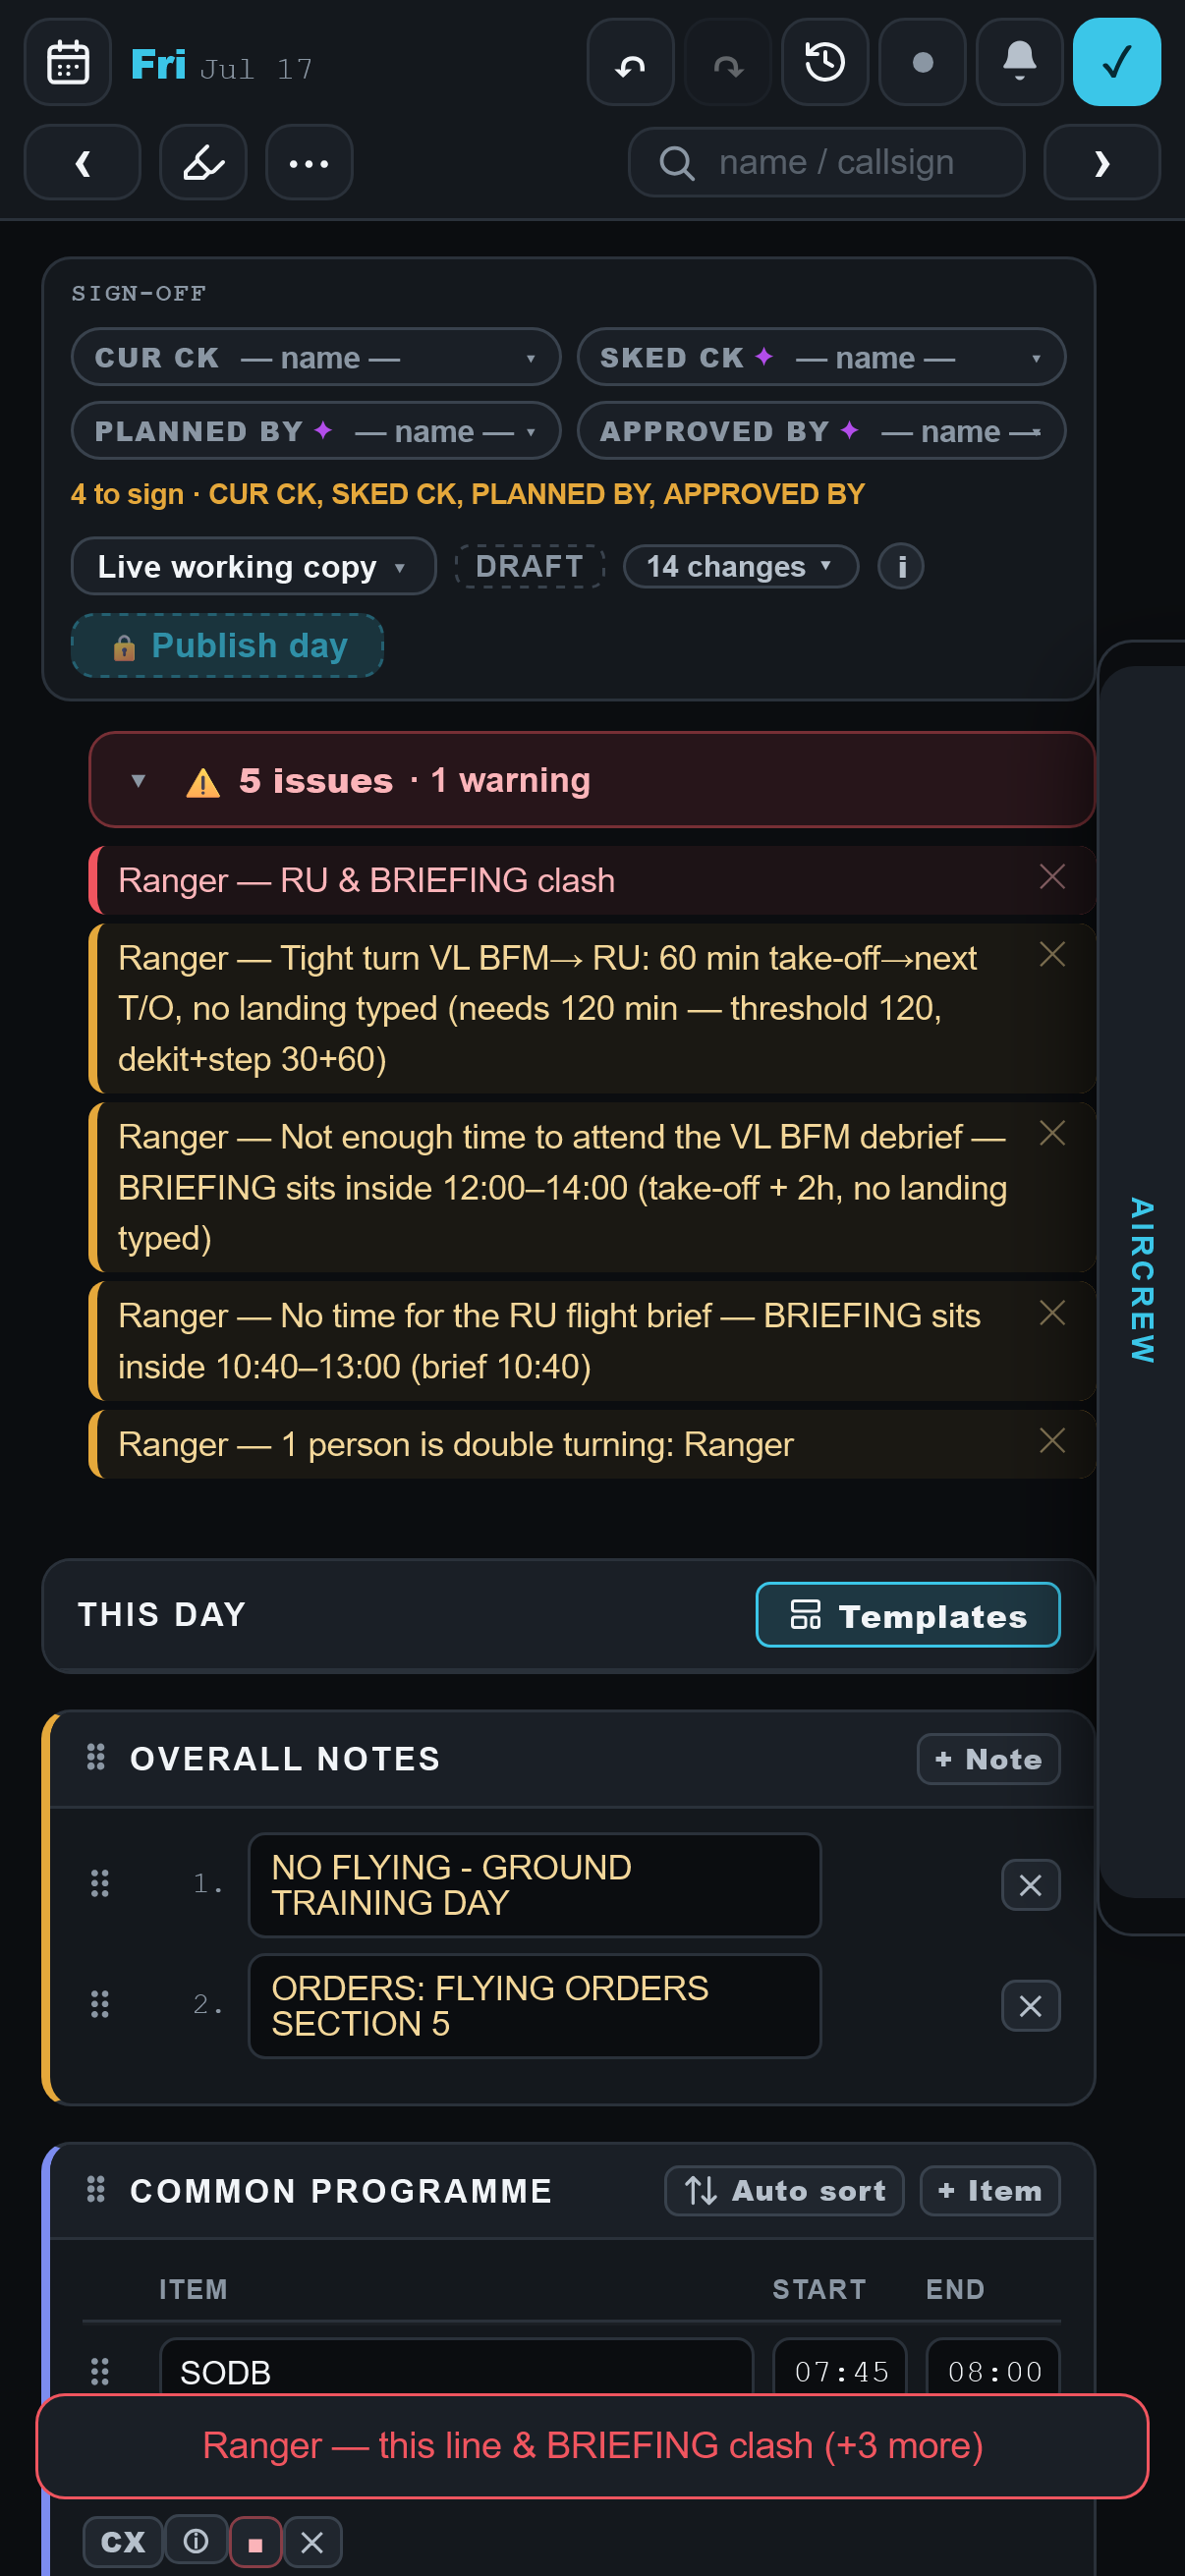 Fri Jul 17
name / callsign
SIGN-OFF
CUR CK — name —
SKED CK — name —
PLANNED BY — name —
APPROVED BY — name —
4 to sign · CUR CK, SKED CK, PLANNED BY, APPROVED BY
Live working copy
DRAFT
14 changes
i
Publish day
5 issues · 1 warning
Ranger — RU & BRIEFING clash
Ranger — Tight turn VL BFM→ RU: 60 min take-off→next
T/O, no landing typed (needs 120 min — threshold 120,
dekit+step 30+60)
Ranger — Not enough time to attend the VL BFM debrief —
BRIEFING sits inside 12:00–14:00 (take-off + 2h, no landing
typed)
Ranger — No time for the RU flight brief — BRIEFING sits
inside 10:40–13:00 (brief 10:40)
Ranger — 1 person is double turning: Ranger
AIRCREW
THIS DAY
Templates
OVERALL NOTES
+ Note
1. NO FLYING - GROUND
TRAINING DAY
2. ORDERS: FLYING ORDERS
SECTION 5
COMMON PROGRAMME
Auto sort
+ Item
ITEM START END
SODB 07:45 08:00
Ranger — this line & BRIEFING clash (+3 more)
CX